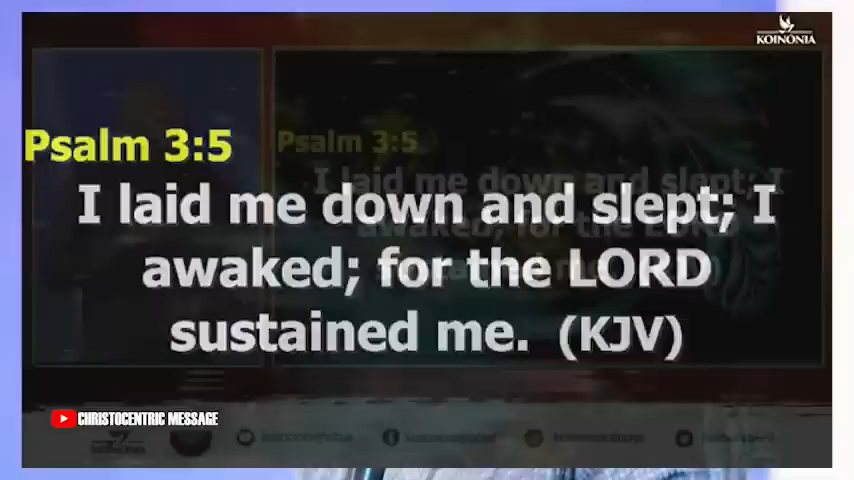 KOINONIA
Psalm 3:5
Psalm 3:5
I laid me down and slept; I
awaked; for the LORD
sustained me. (KJV)
CHRISTOCENTRIC MESSAGE
KOINONIA